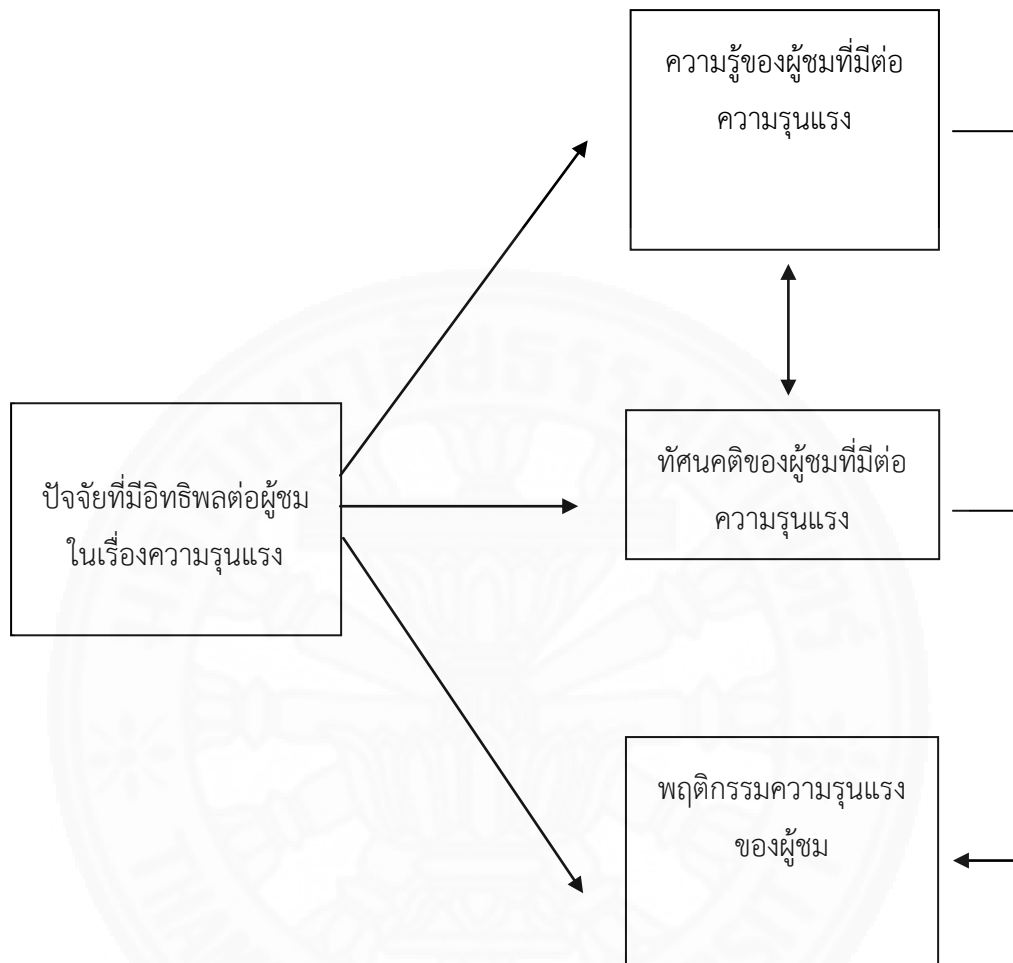 ความรู้ของผู้ชมที่มีต่อ
ความรุนแรง
ปัจจัยที่มีอิทธิพลต่อผู้ชม
ในเรื่องความรุนแรง
ทัศนคติของผู้ชมที่มีต่อ
ความรุนแรง
พฤติกรรมความรุนแรง
ของผู้ชม